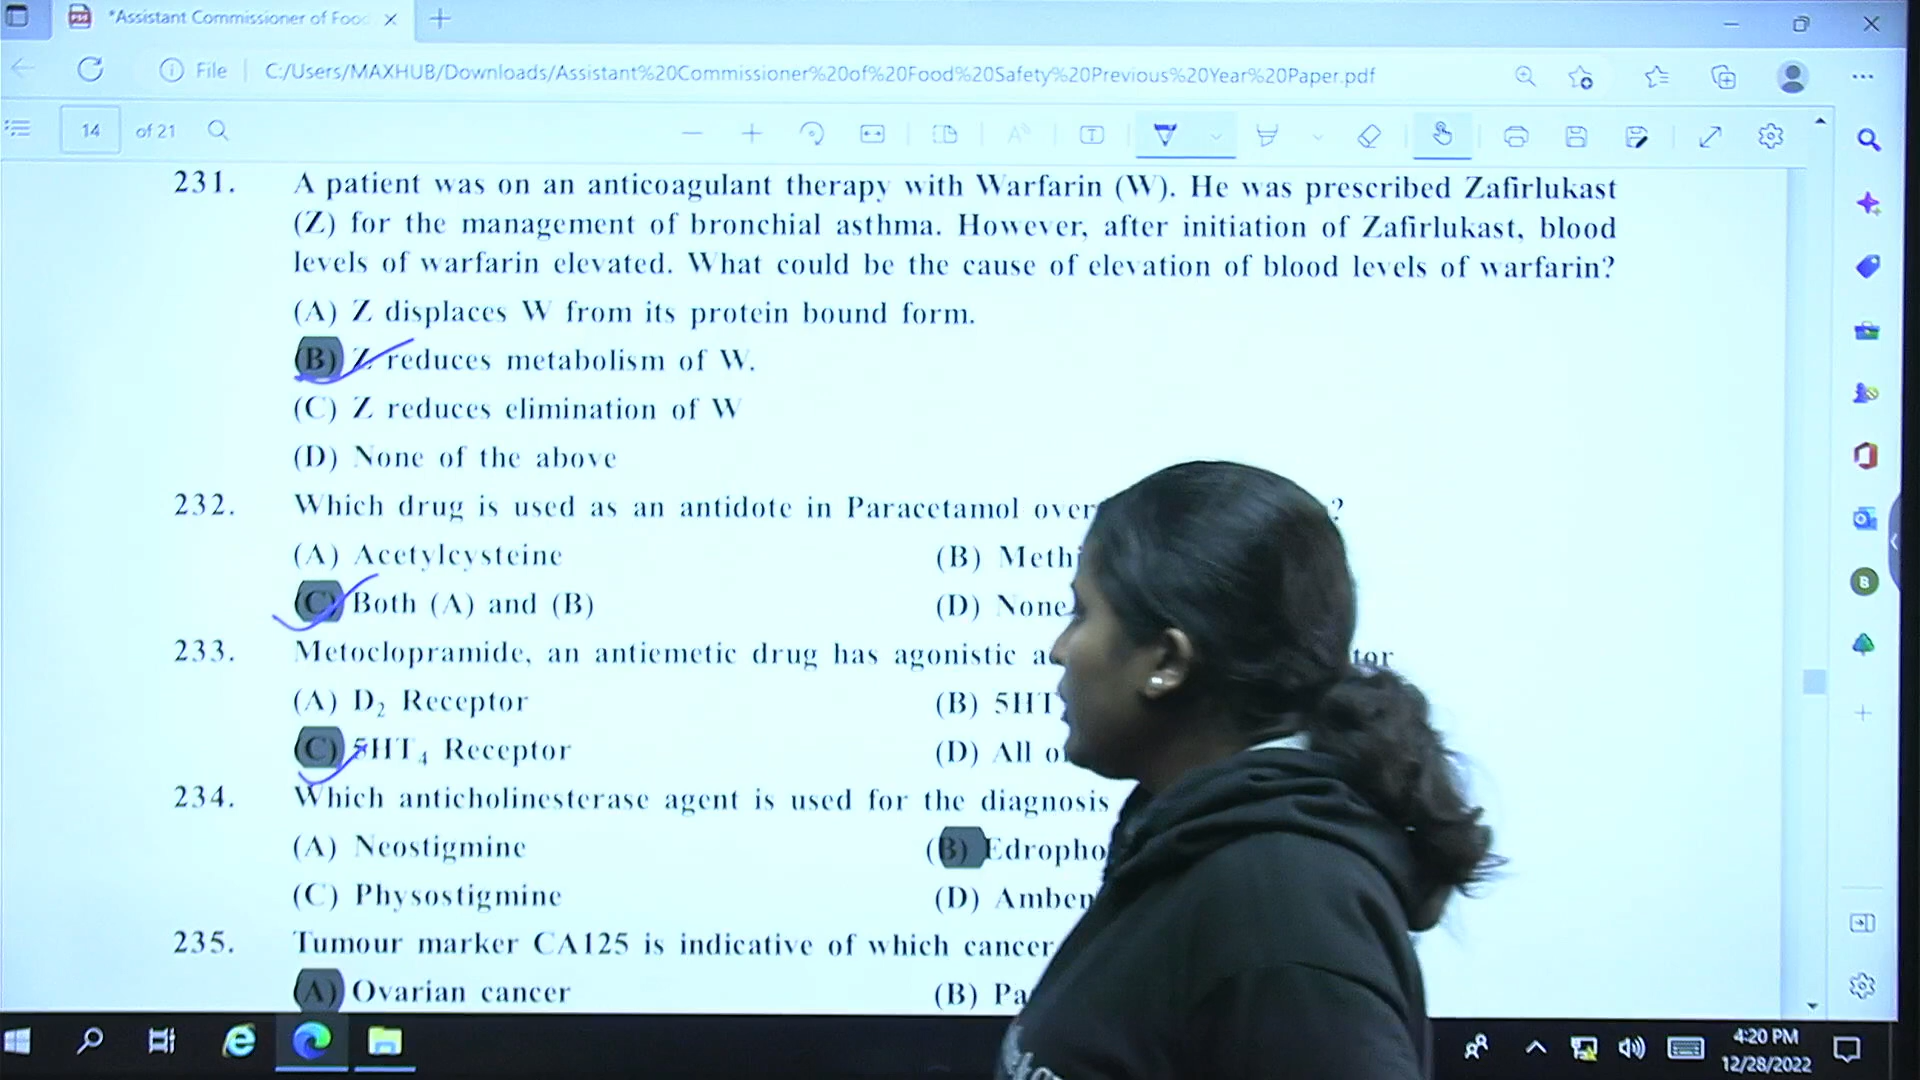 *Assistant Commissioner of Food
File
C:/Users/MAXHUB/Downloads/Assistant%20Commissioner%20of%20Food%20Safety%20Previous%20Year%20Paper.pdf
14 of 21
231. A patient was on an anticoagulant therapy with Warfarin (W). He was prescribed Zafirlukast
(Z) for the management of bronchial asthma. However, after initiation of Zafirlukast, blood
levels of warfarin elevated. What could be the cause of elevation of blood levels of warfarin?
(A) Z displaces W from its protein bound form.
(B) Z reduces metabolism of W.
(C) Z reduces elimination of W
(D) None of the above
232. Which drug is used as an antidote in Paracetamol ?
(A) Acetylcysteine (B)
(C) Both (A) and (B) (D) None
233. Metoclopramide, an antiemetic drug has agonistic
(A) D2 Receptor (B)
(C) 5HT4 Receptor (D) All
234. Which anticholinesterase agent is used for the diagnosis
(A) Neostigmine (B)
(C) Physostigmine (D)
235. Tumour marker CA125 is indicative of which cancer
(A) Ovarian cancer (B)
4:20 PM
12/28/2022